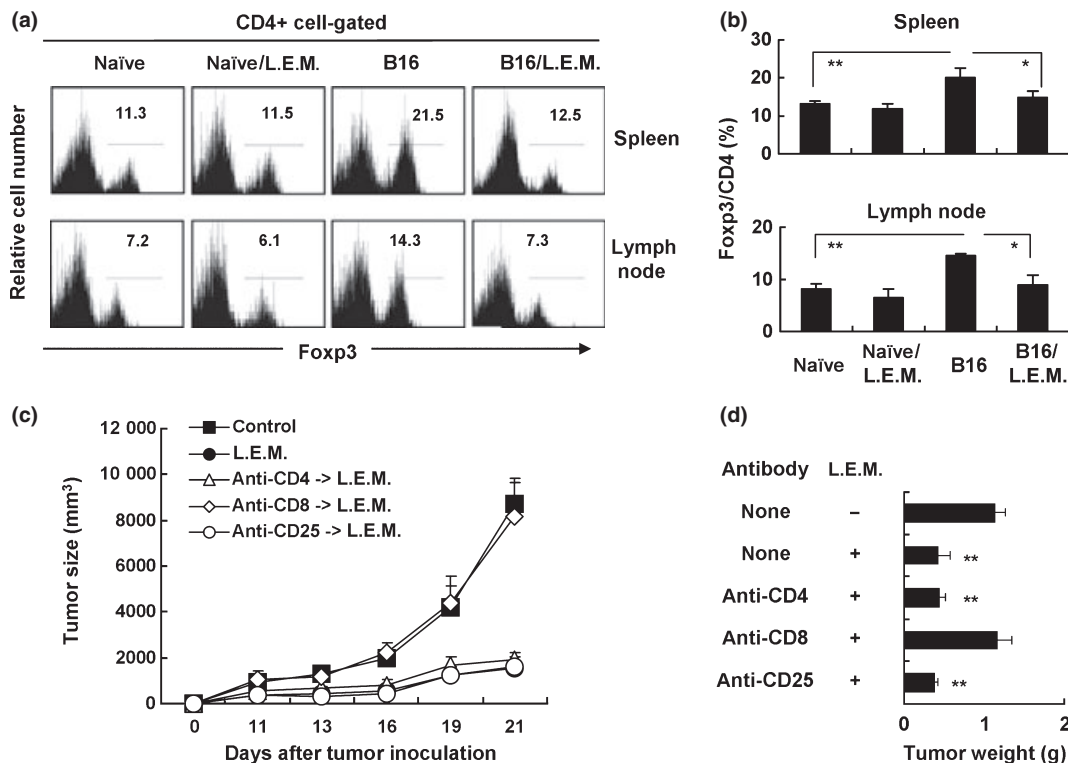 (a)
CD4+ cell-gated
Naïve Naïve/L.E.M. B16 B16/L.E.M.
Relative cell number
11.3 11.5 21.5 12.5
Spleen
7.2 6.1 14.3 7.3
Lymph node
Foxp3
(b)
Spleen
30
20
10
0
** *
Foxp3/CD4 (%)
Lymph node
20
10
0
** *
Naïve Naïve/L.E.M. B16 B16/L.E.M.
(c)
Control
L.E.M.
Anti-CD4 -> L.E.M.
Anti-CD8 -> L.E.M.
Anti-CD25 -> L.E.M.
Tumor size (mm³)
12 000
10 000
8000
6000
4000
2000
0
0 11 13 16 19 21
Days after tumor inoculation
(d)
Antibody L.E.M.
None –
None + **
Anti-CD4 + **
Anti-CD8 +
Anti-CD25 + **
0 1 2
Tumor weight (g)